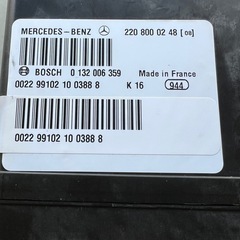 MERCEDES-BENZ 220 800 02 48 [08]
BOSCH 0 132 006 359 Made in France
0022 99102 10 0388 8 K 16 944
0022 99102 10 0388 8